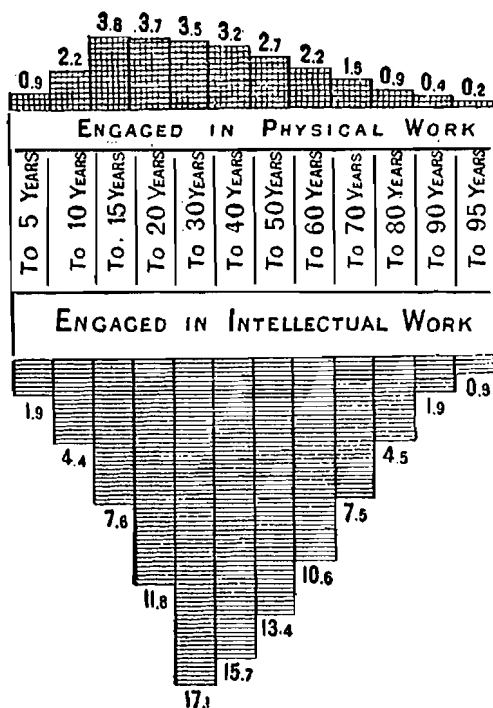 0.9 2.2 3.8 3.7 3.5 3.2 2.7 2.2 1.6 0.9 0.4 0.2
ENGAGED IN PHYSICAL WORK
TO 5 YEARS
TO 10 YEARS
TO. 15 YEARS
TO 20 YEARS
TO 30 YEARS
TO 40 YEARS
TO 50 YEARS
TO 60 YEARS
TO 70 YEARS
TO 80 YEARS
TO 90 YEARS
TO 95 YEARS
ENGAGED IN INTELLECTUAL WORK
1.9 4.4 7.6 11.8 17.1 15.7 13.4 10.6 7.5 4.5 1.9 0.9